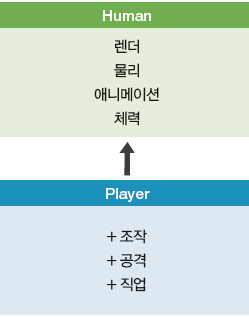 Human
렌더
물리
애니메이션
체력
Player
+ 조작
+ 공격
+ 직업